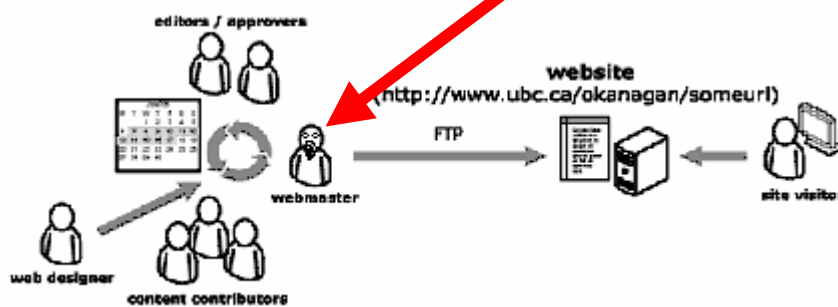 editors / approvers
website
(http://www.ubc.ca/okanagan/someurl)
FTP
webmaster
site visitor
web designer
content contributors